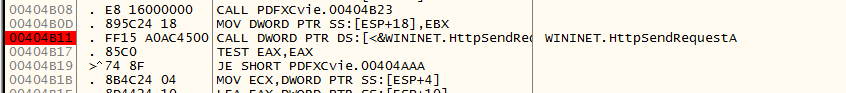 00404B08 . E8 16000000 CALL PDFXCvie.00404B23
00404B0D . 895C24 18 MOV DWORD PTR SS:[ESP+18],EBX
00404B11 . FF15 A0AC4500 CALL DWORD PTR DS:[<&WININET.HttpSendRec WININET.HttpSendRequestA
00404B17 . 85C0 TEST EAX,EAX
00404B19 >^74 8F JE SHORT PDFXCvie.00404AAA
00404B1B . 8B4C24 04 MOV ECX,DWORD PTR SS:[ESP+4]